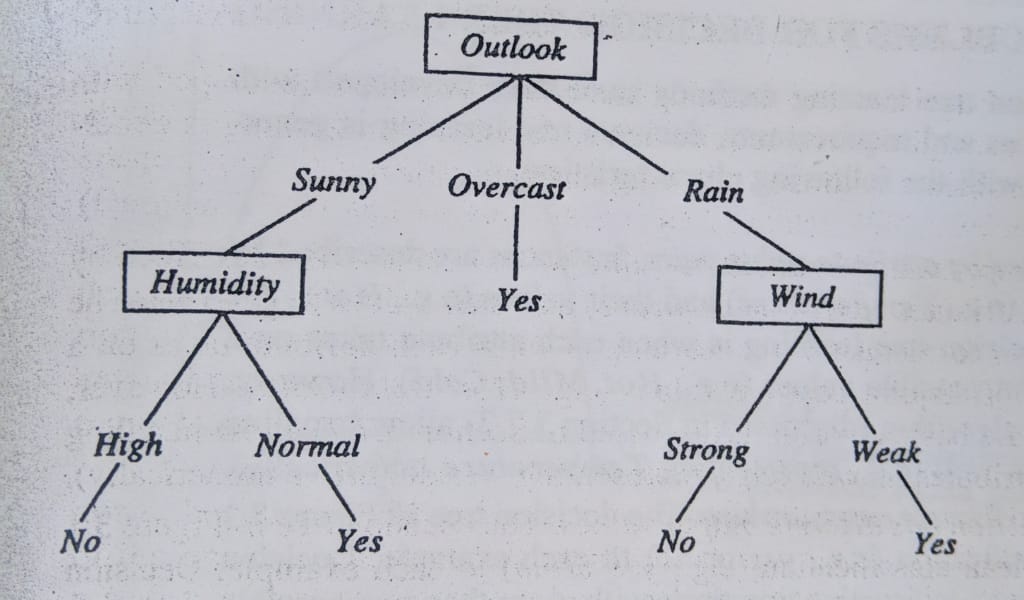 Outlook
Sunny Overcast Rain
Humidity Yes Wind
High Normal Strong Weak
No Yes No Yes